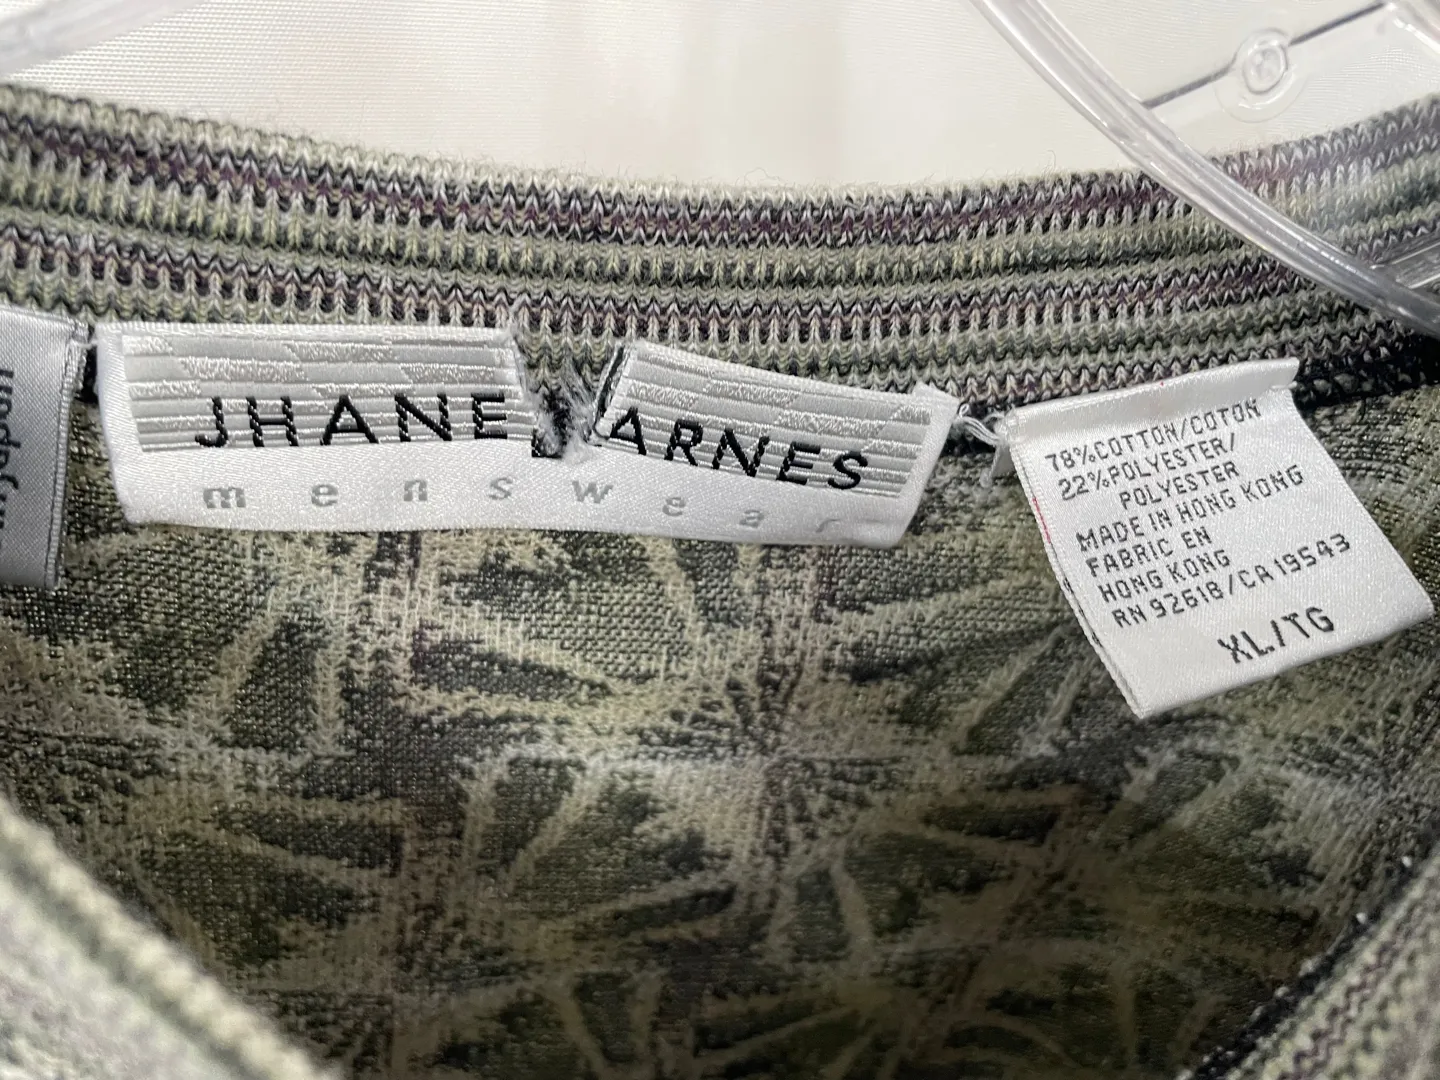 JHANE BARNES
menswear
78%COTTON/COTON
22%POLYESTER/
POLYESTER
MADE IN HONG KONG
FABRIC EN
HONG KONG
RN 92618/CA 19543
XL/TG